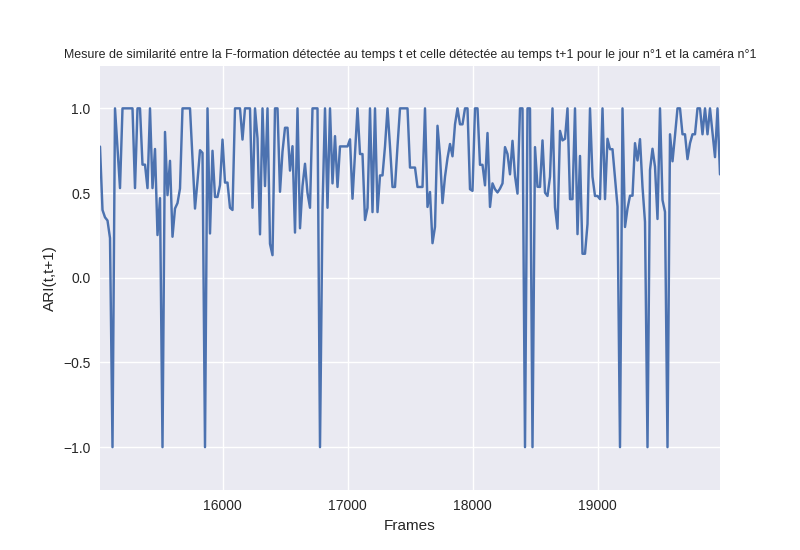 Mesure de similarité entre la F-formation détectée au temps t et celle détectée au temps t+1 pour le jour n°1 et la caméra n°1
1.0
0.5
0.0
−0.5
−1.0
ARI(t,t+1)
16000 17000 18000 19000
Frames